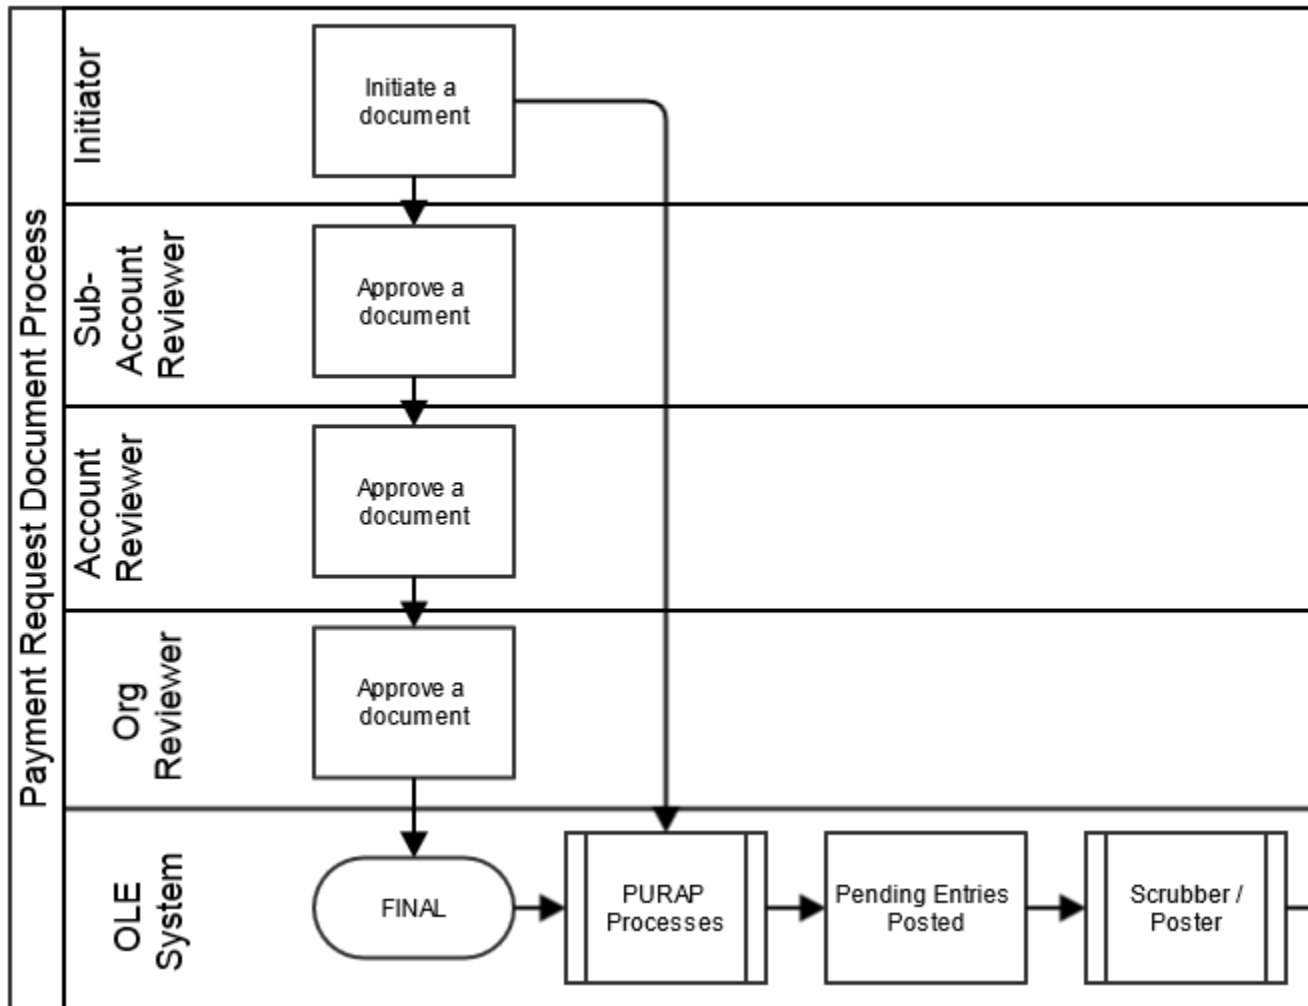 Payment Request Document Process
Initiator
Initiate a
document
Sub-
Account
Reviewer
Approve a
document
Account
Reviewer
Approve a
document
Org
Reviewer
Approve a
document
OLE
System
FINAL
PURAP
Processes
Pending Entries
Posted
Scrubber /
Poster